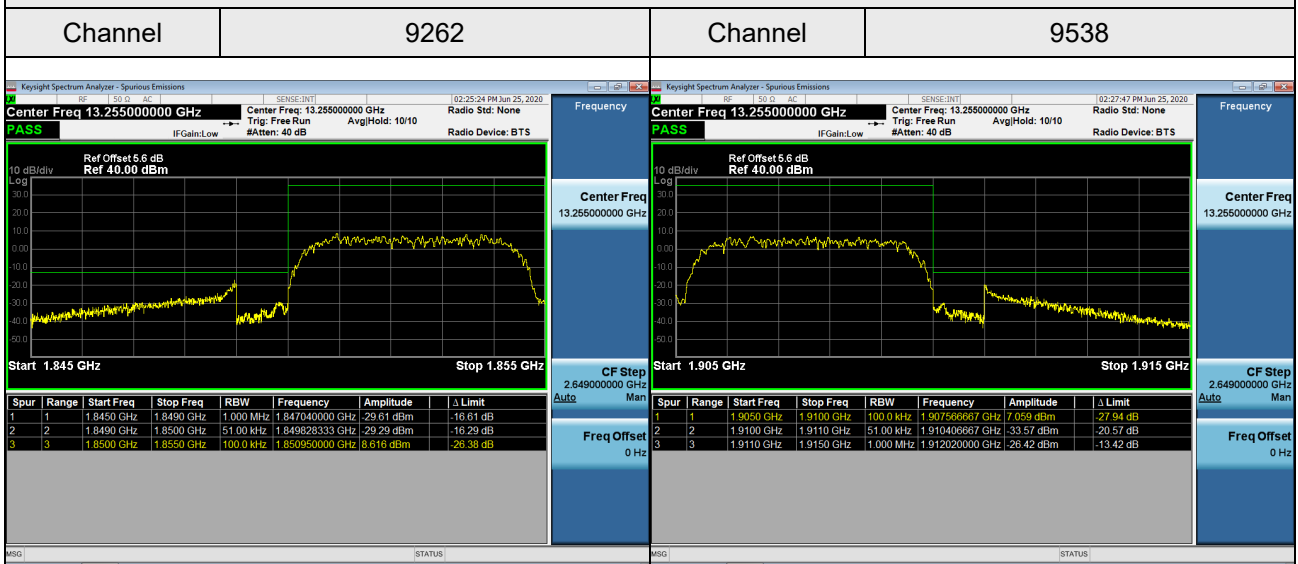 Channel 9262 Channel 9538
Keysight Spectrum Analyzer - Spurious Emissions
RF 50 Ω AC SENSE:INT 02:25:24 PM Jun 25, 2020
Center Freq 13.255000000 GHz Center Freq: 13.255000000 GHz Radio Std: None
Trig: Free Run Avg|Hold: 10/10
PASS IFGain:Low #Atten: 40 dB Radio Device: BTS
Ref Offset 5.6 dB
10 dB/div Ref 40.00 dBm
Log
30.0
20.0
10.0
0.00
-10.0
-20.0
-30.0
-40.0
-50.0
Start 1.845 GHz Stop 1.855 GHz
Spur Range Start Freq Stop Freq RBW Frequency Amplitude Δ Limit
1 1 1.8450 GHz 1.8490 GHz 1.000 MHz 1.847040000 GHz -29.61 dBm -16.61 dB
2 2 1.8490 GHz 1.8500 GHz 51.00 kHz 1.849828333 GHz -29.29 dBm -16.29 dB
3 3 1.8500 GHz 1.8550 GHz 100.0 kHz 1.850950000 GHz 8.616 dBm -26.38 dB
MSG STATUS
Frequency
Center Freq
13.255000000 GHz
CF Step
2.649000000 GHz
Auto Man
Freq Offset
0 Hz
Keysight Spectrum Analyzer - Spurious Emissions
RF 50 Ω AC SENSE:INT 02:27:47 PM Jun 25, 2020
Center Freq 13.255000000 GHz Center Freq: 13.255000000 GHz Radio Std: None
Trig: Free Run Avg|Hold: 10/10
PASS IFGain:Low #Atten: 40 dB Radio Device: BTS
Ref Offset 5.6 dB
10 dB/div Ref 40.00 dBm
Log
30.0
20.0
10.0
0.00
-10.0
-20.0
-30.0
-40.0
-50.0
Start 1.905 GHz Stop 1.915 GHz
Spur Range Start Freq Stop Freq RBW Frequency Amplitude Δ Limit
1 1 1.9050 GHz 1.9100 GHz 100.0 kHz 1.907566667 GHz 7.059 dBm -27.94 dB
2 2 1.9100 GHz 1.9110 GHz 51.00 kHz 1.910406667 GHz -33.57 dBm -20.57 dB
3 3 1.9110 GHz 1.9150 GHz 1.000 MHz 1.912020000 GHz -26.42 dBm -13.42 dB
MSG STATUS
Frequency
Center Freq
13.255000000 GHz
CF Step
2.649000000 GHz
Auto Man
Freq Offset
0 Hz